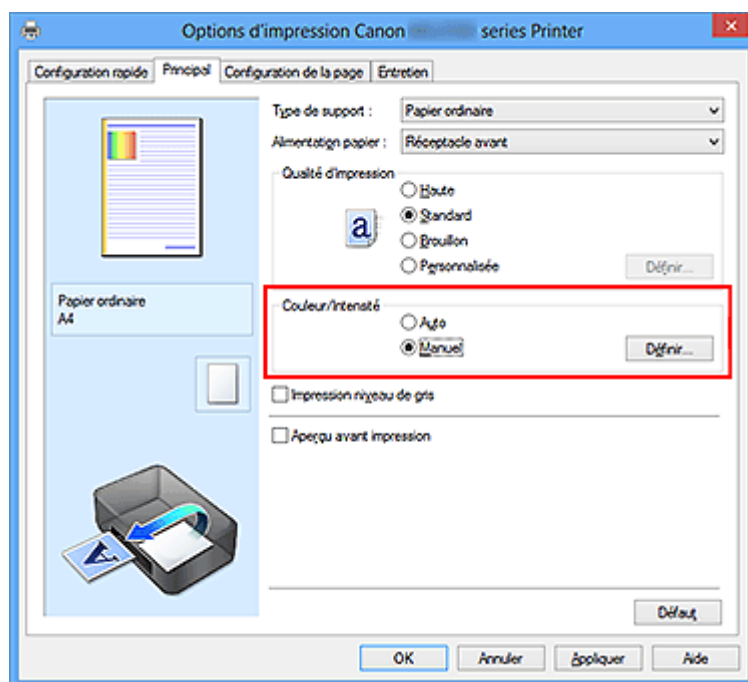 Options d'impression Canon series Printer
Configuration rapide Principal Configuration de la page Entretien
Type de support : Papier ordinaire
Alimentation papier : Réceptacle avant
Qualité d'impression
Haute
Standard
Brouillon
Personnalisée Définir...
Papier ordinaire
A4
Couleur/Intensité
Auto
Manuel Définir...
Impression niveau de gris
Aperçu avant impression
Défaut
OK Annuler Appliquer Aide